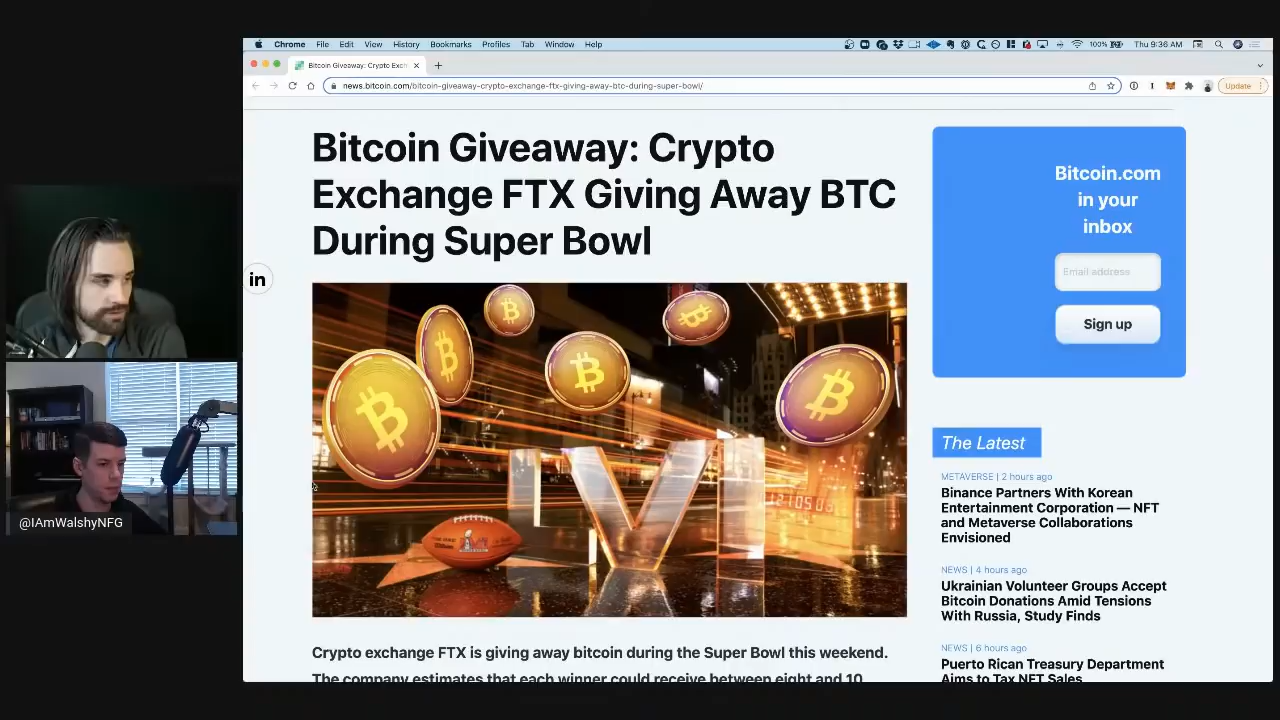 Chrome File Edit View History Bookmarks Profiles Tab Window Help
100% Thu 9:36 AM
Bitcoin Giveaway: Crypto Exch
news.bitcoin.com/bitcoin-giveaway-crypto-exchange-ftx-giving-away-btc-during-super-bowl/
Update
Bitcoin Giveaway: Crypto
Exchange FTX Giving Away BTC
During Super Bowl
in
LVI
Crypto exchange FTX is giving away bitcoin during the Super Bowl this weekend.
The company estimates that each winner could receive between eight and 10
Bitcoin.com
in your
inbox
Email address
Sign up
The Latest
METAVERSE | 2 hours ago
Binance Partners With Korean
Entertainment Corporation — NFT
and Metaverse Collaborations
Envisioned
NEWS | 4 hours ago
Ukrainian Volunteer Groups Accept
Bitcoin Donations Amid Tensions
With Russia, Study Finds
NEWS | 6 hours ago
Puerto Rican Treasury Department
Aims to Tax NFT Sales
@IAmWalshyNFG